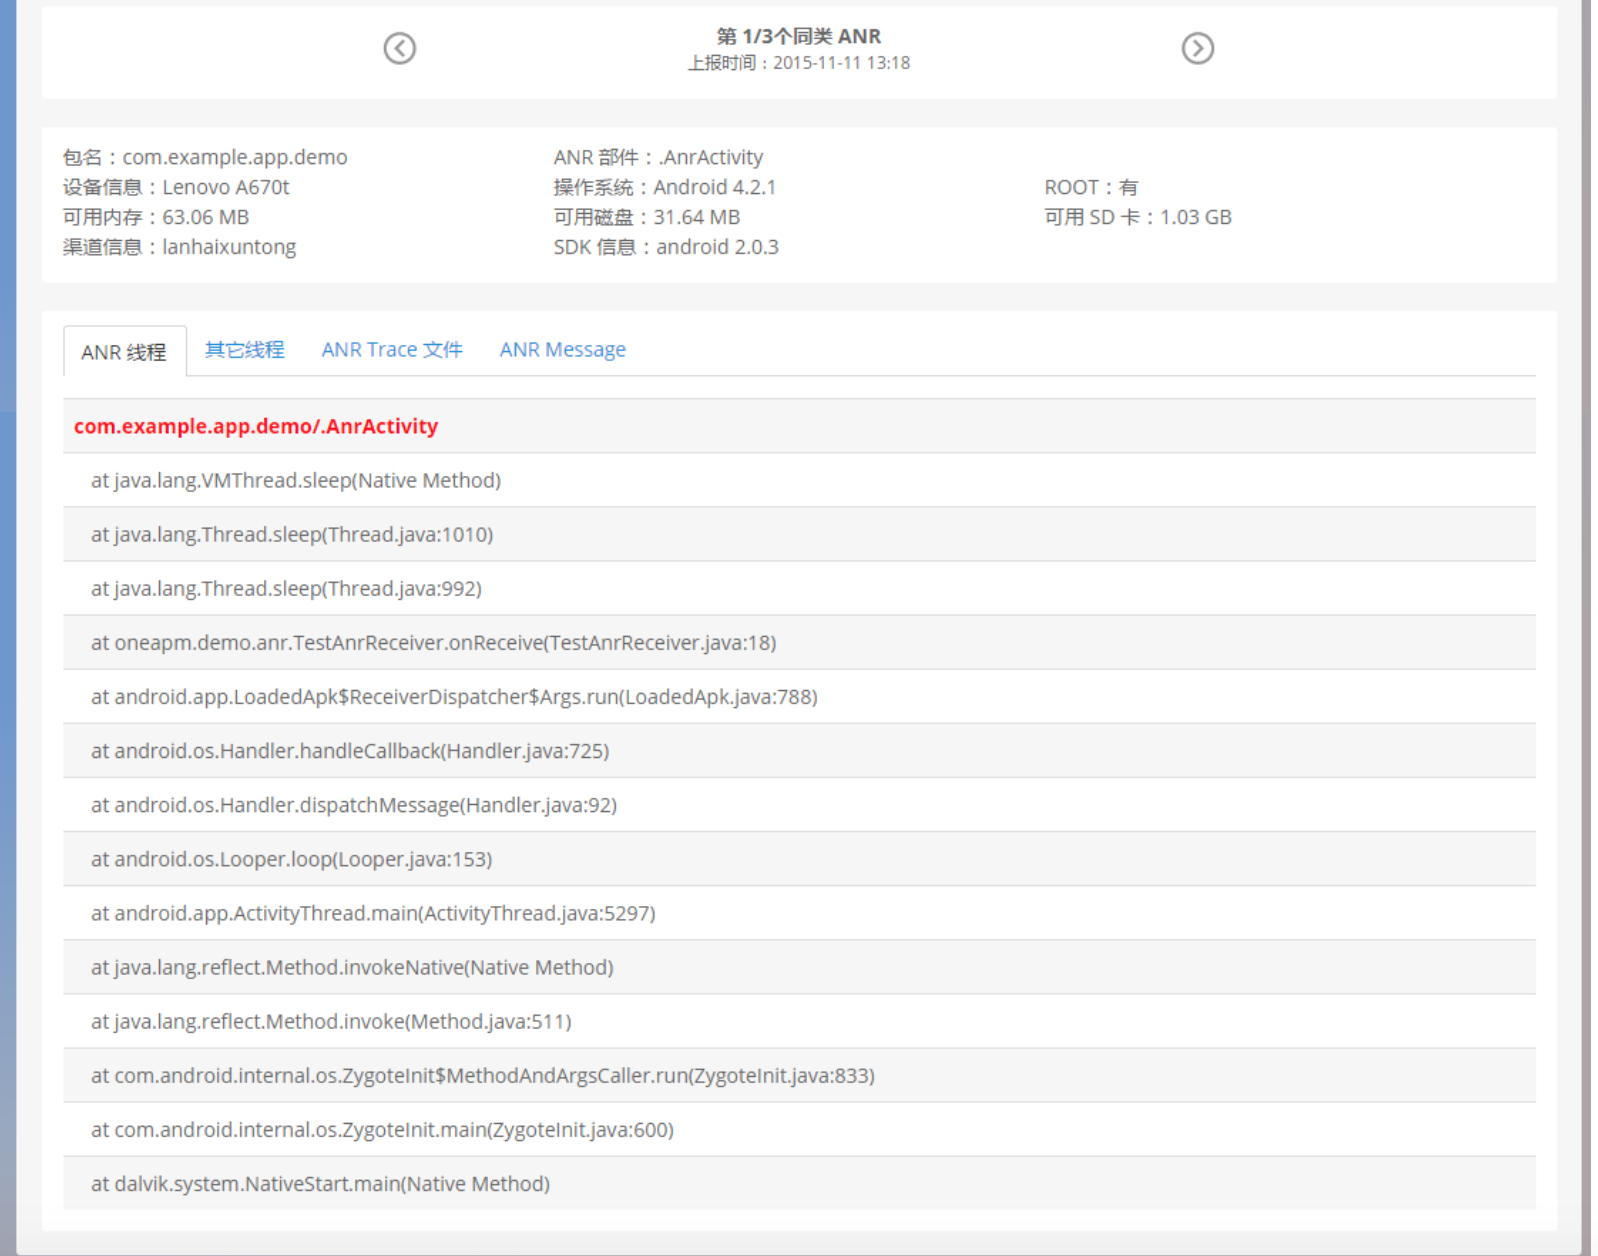 第 1/3个同类 ANR
上报时间：2015-11-11 13:18
包名：com.example.app.demo
ANR 部件：.AnrActivity
设备信息：Lenovo A670t
操作系统：Android 4.2.1
ROOT：有
可用内存：63.06 MB
可用磁盘：31.64 MB
可用 SD 卡：1.03 GB
渠道信息：lanhaixuntong
SDK 信息：android 2.0.3
ANR 线程
其它线程
ANR Trace 文件
ANR Message
com.example.app.demo/.AnrActivity
at java.lang.VMThread.sleep(Native Method)
at java.lang.Thread.sleep(Thread.java:1010)
at java.lang.Thread.sleep(Thread.java:992)
at oneapm.demo.anr.TestAnrReceiver.onReceive(TestAnrReceiver.java:18)
at android.app.LoadedApk$ReceiverDispatcher$Args.run(LoadedApk.java:788)
at android.os.Handler.handleCallback(Handler.java:725)
at android.os.Handler.dispatchMessage(Handler.java:92)
at android.os.Looper.loop(Looper.java:153)
at android.app.ActivityThread.main(ActivityThread.java:5297)
at java.lang.reflect.Method.invokeNative(Native Method)
at java.lang.reflect.Method.invoke(Method.java:511)
at com.android.internal.os.ZygoteInit$MethodAndArgsCaller.run(ZygoteInit.java:833)
at com.android.internal.os.ZygoteInit.main(ZygoteInit.java:600)
at dalvik.system.NativeStart.main(Native Method)